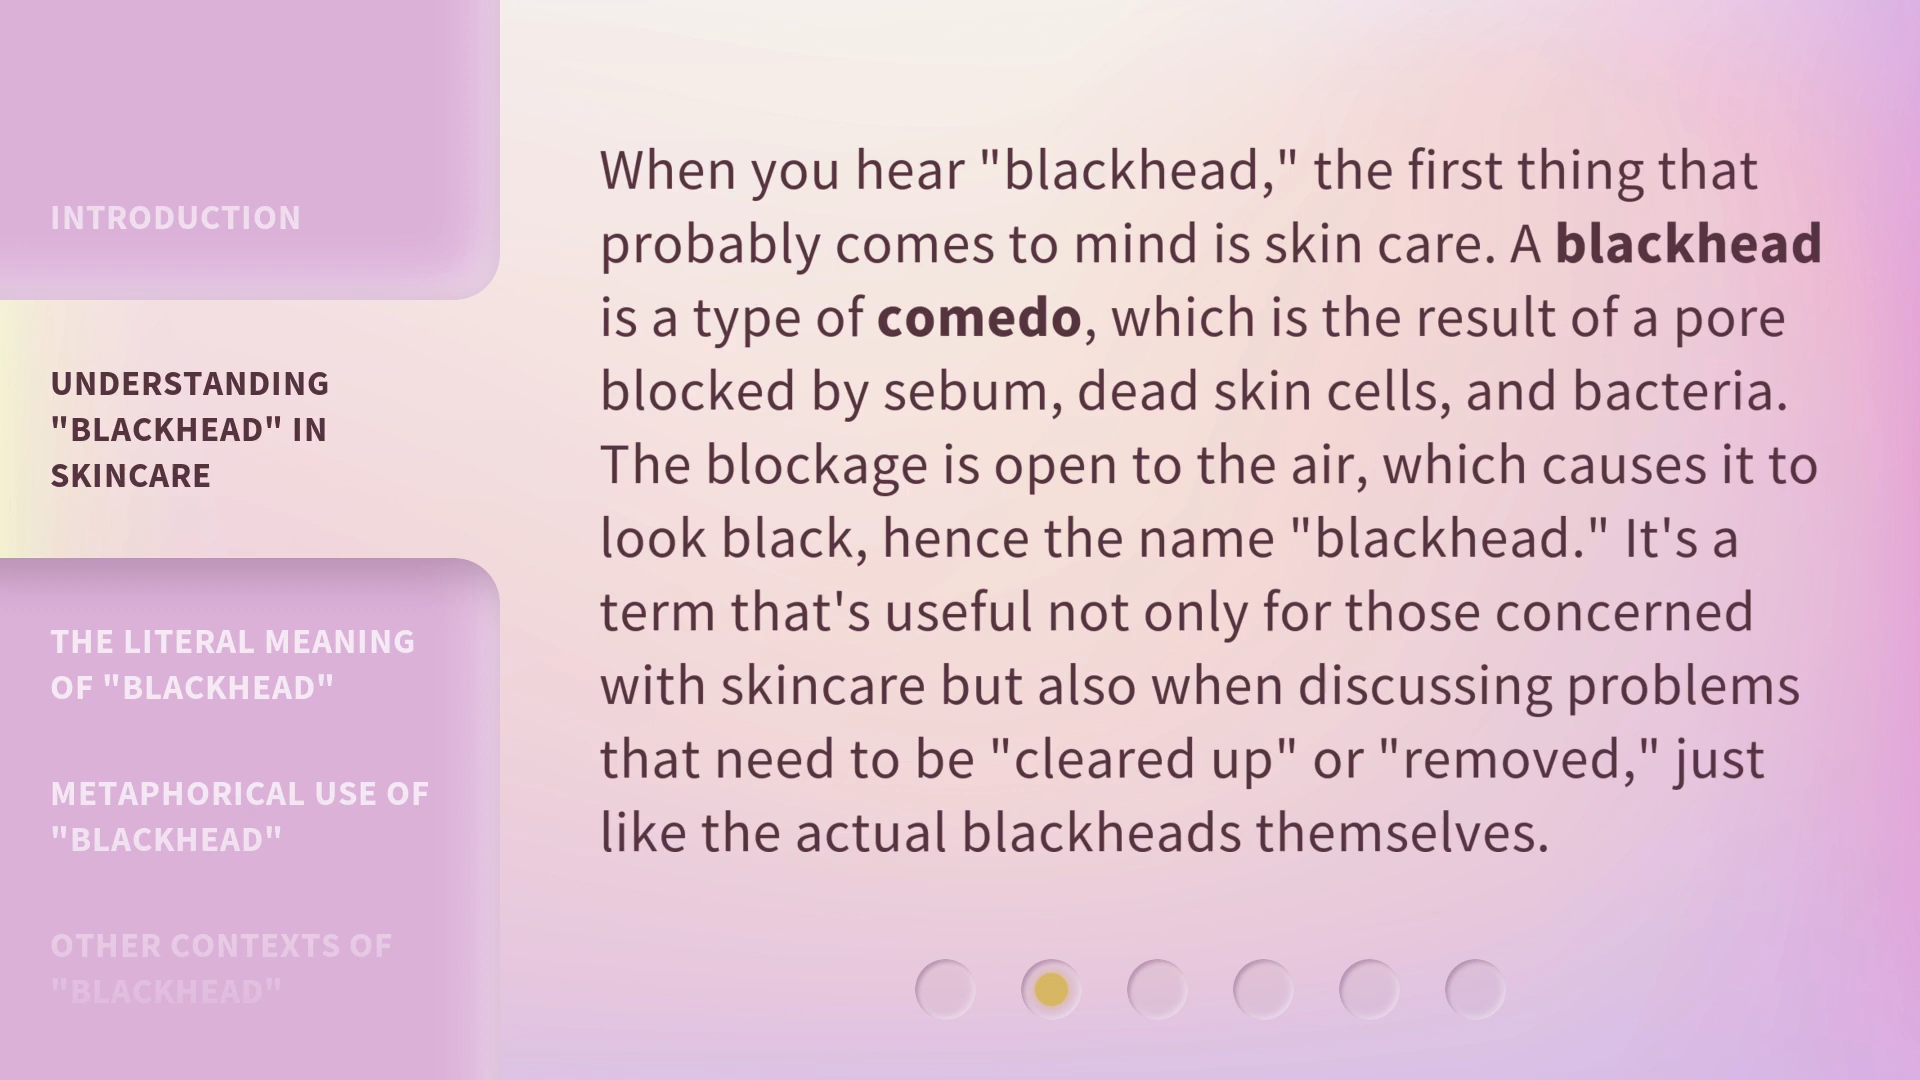 INTRODUCTION
UNDERSTANDING
"BLACKHEAD" IN
SKINCARE
THE LITERAL MEANING
OF "BLACKHEAD"
METAPHORICAL USE OF
"BLACKHEAD"
OTHER CONTEXTS OF
"BLACKHEAD"
When you hear "blackhead," the first thing that
probably comes to mind is skin care. A blackhead
is a type of comedo, which is the result of a pore
blocked by sebum, dead skin cells, and bacteria.
The blockage is open to the air, which causes it to
look black, hence the name "blackhead." It's a
term that's useful not only for those concerned
with skincare but also when discussing problems
that need to be "cleared up" or "removed," just
like the actual blackheads themselves.